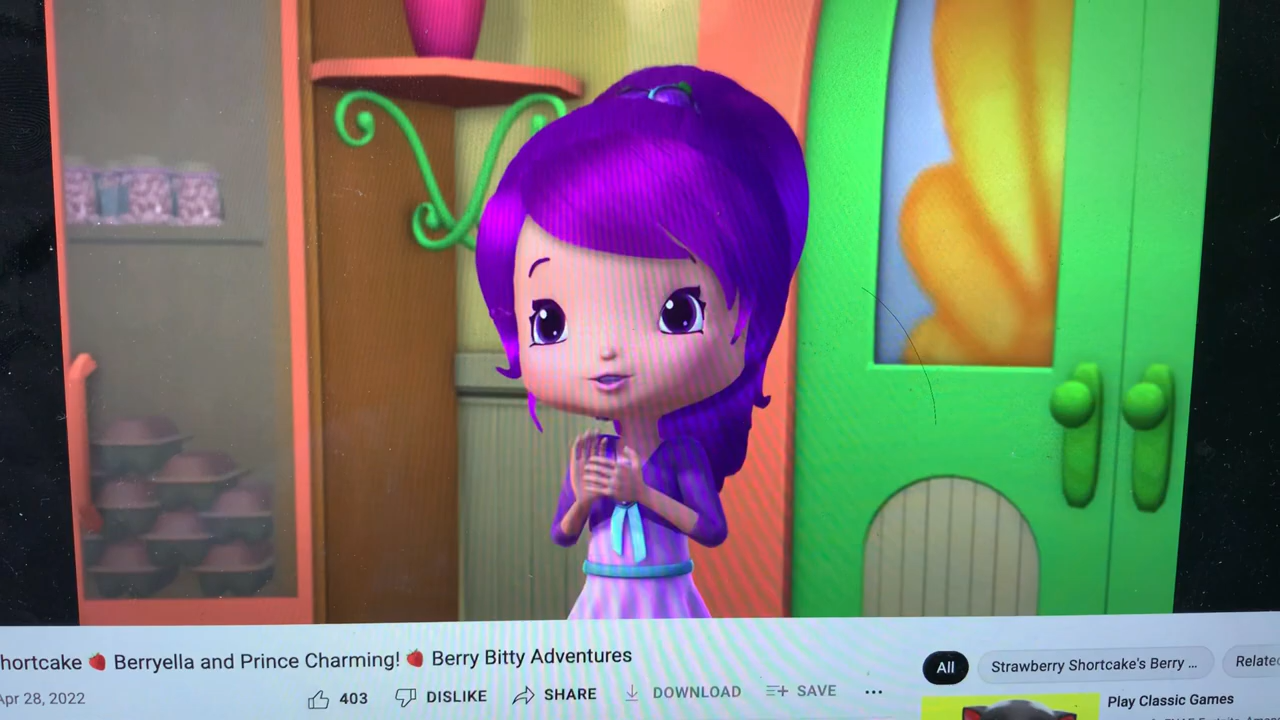 hortcake 🍓 Berryella and Prince Charming! 🍓 Berry Bitty Adventures
Apr 28, 2022
403 DISLIKE SHARE DOWNLOAD SAVE ...
All Strawberry Shortcake's Berry ... Related
Play Classic Games